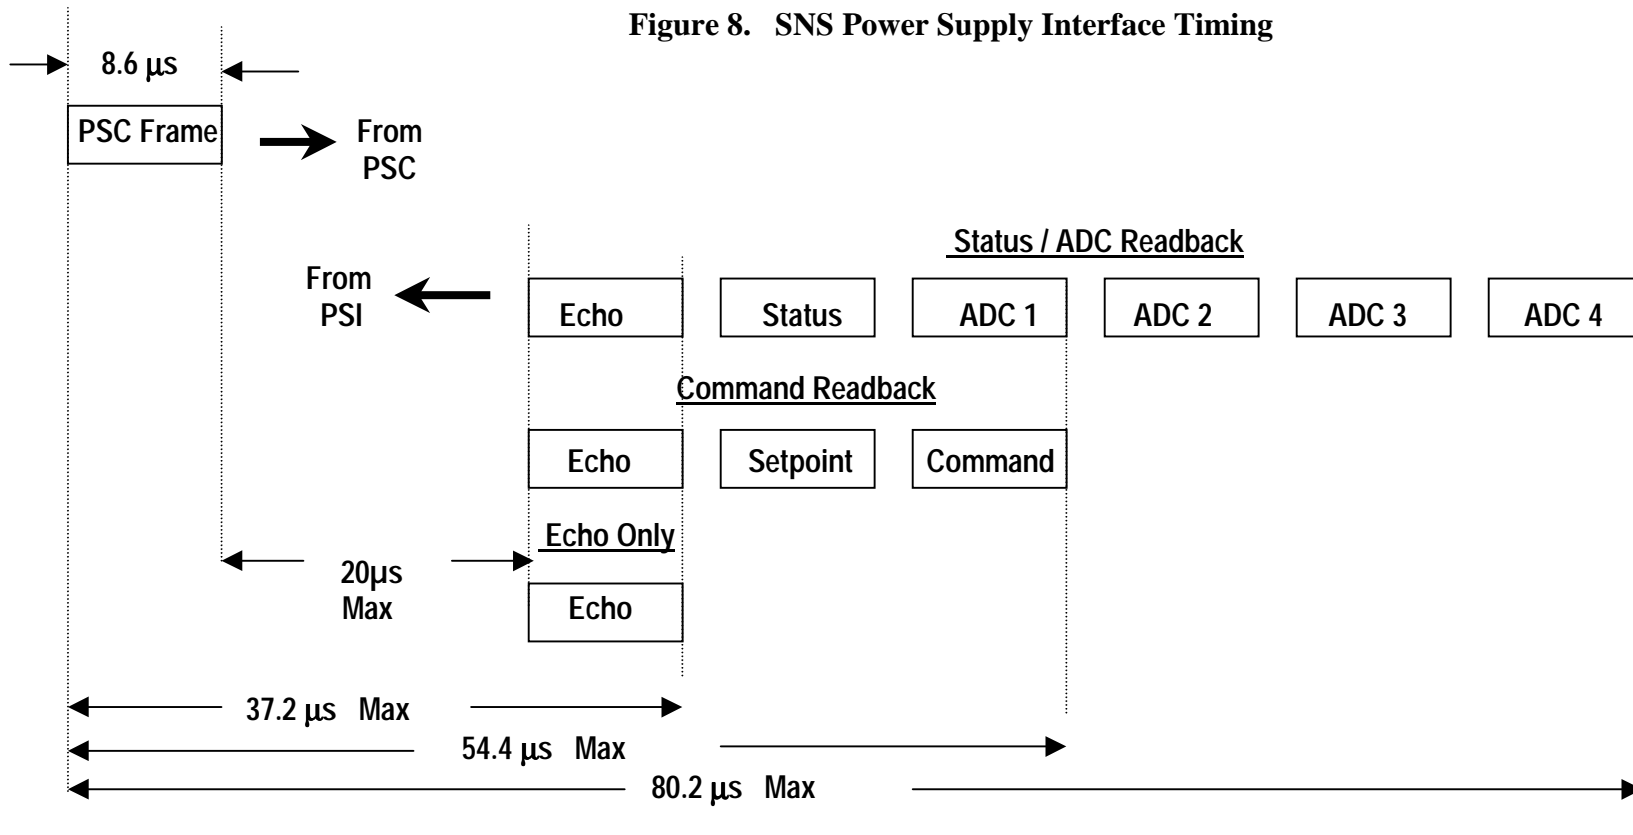 Figure 8.   SNS Power Supply Interface Timing
8.6 µs
PSC Frame
From
PSC
Status / ADC Readback
From
PSI
Echo
Status
ADC 1
ADC 2
ADC 3
ADC 4
Command Readback
Echo
Setpoint
Command
Echo Only
20µs
Max
Echo
37.2 µs   Max
54.4 µs   Max
80.2 µs   Max